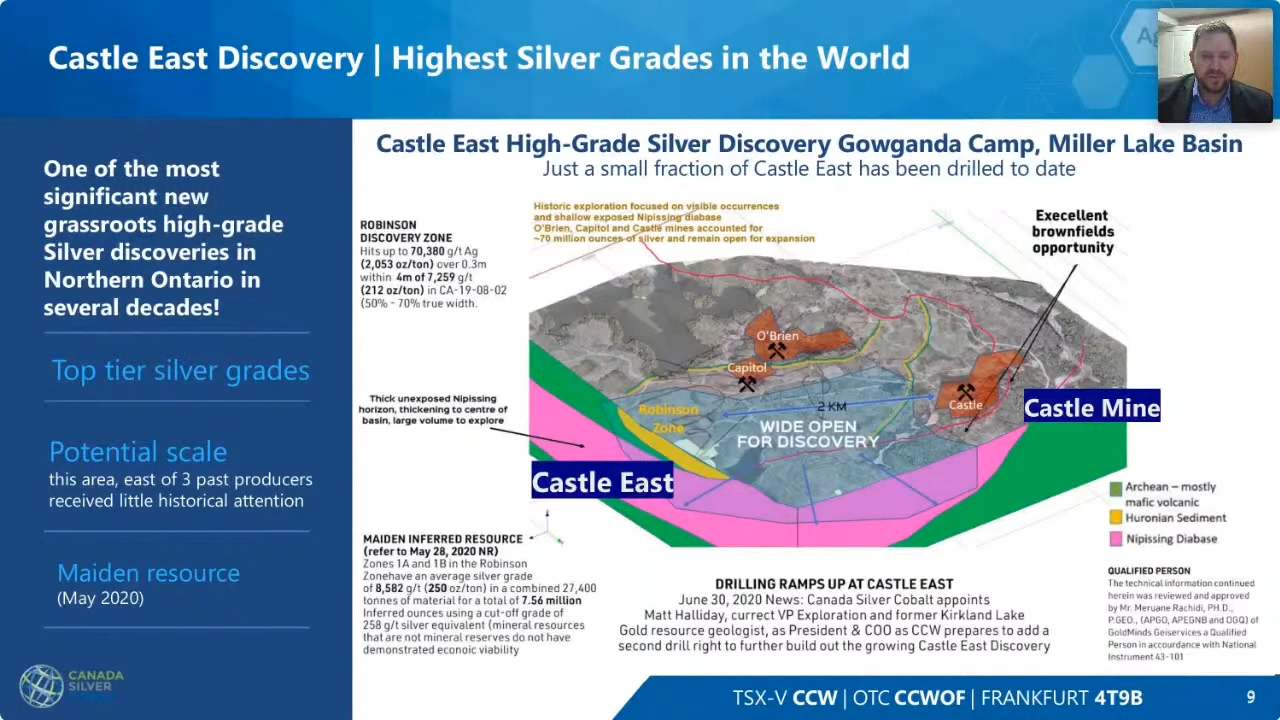 Castle East Discovery | Highest Silver Grades in the World
Ag
One of the most
significant new
grassroots high-grade
Silver discoveries in
Northern Ontario in
several decades!
Top tier silver grades
Potential scale
this area, east of 3 past producers
received little historical attention
Maiden resource
(May 2020)
CANADA
SILVER
Castle East High-Grade Silver Discovery Gowganda Camp, Miller Lake Basin
Just a small fraction of Castle East has been drilled to date
ROBINSON
DISCOVERY ZONE
Hits up to 70,380 g/t Ag
(2,053 oz/ton) over 0.3m
within 4m of 7,259 g/t
(212 oz/ton) in CA-19-08-02
(50% - 70% true width.
Historic exploration focused on visible occurrences
and shallow exposed Nipissing diabase
O'Brien, Capitol and Castle mines accounted for
~70 million ounces of silver and remain open for expansion
Execellent
brownfields
opportunity
O'Brien
Capitol
Castle
Castle Mine
Robinson
Zone
2 KM
WIDE OPEN
FOR DISCOVERY
Thick unexposed Nipissing
horizon, thickening to centre of
basin, large volume to explore
Castle East
Archean – mostly
mafic volcanic
Huronian Sediment
Nipissing Diabase
MAIDEN INFERRED RESOURCE
(refer to May 28, 2020 NR)
Zones 1A and 1B in the Robinson
Zonehave an average silver grade
of 8,582 g/t (250 oz/ton) in a combined 27,400
tonnes of material for a total of 7.56 million
Inferred ounces using a cut-off grade of
258 g/t silver equivalent (mineral resources
that are not mineral reserves do not have
demonstrated econoic viability
DRILLING RAMPS UP AT CASTLE EAST
June 30, 2020 News: Canada Silver Cobalt appoints
Matt Halliday, currect VP Exploration and former Kirkland Lake
Gold resource geologist, as President & COO as CCW prepares to add a
second drill right to further build out the growing Castle East Discovery
QUALIFIED PERSON
The technical information continued
herein was reviewed and approved
by Mr. Meruane Rachidi, PH.D.,
P.GEO., (APGO, APEGNB and OGQ) of
GoldMinds Geiservices a Qualified
Person in accordance with National
Instrument 43-101
TSX-V CCW | OTC CCWOF | FRANKFURT 4T9B
9